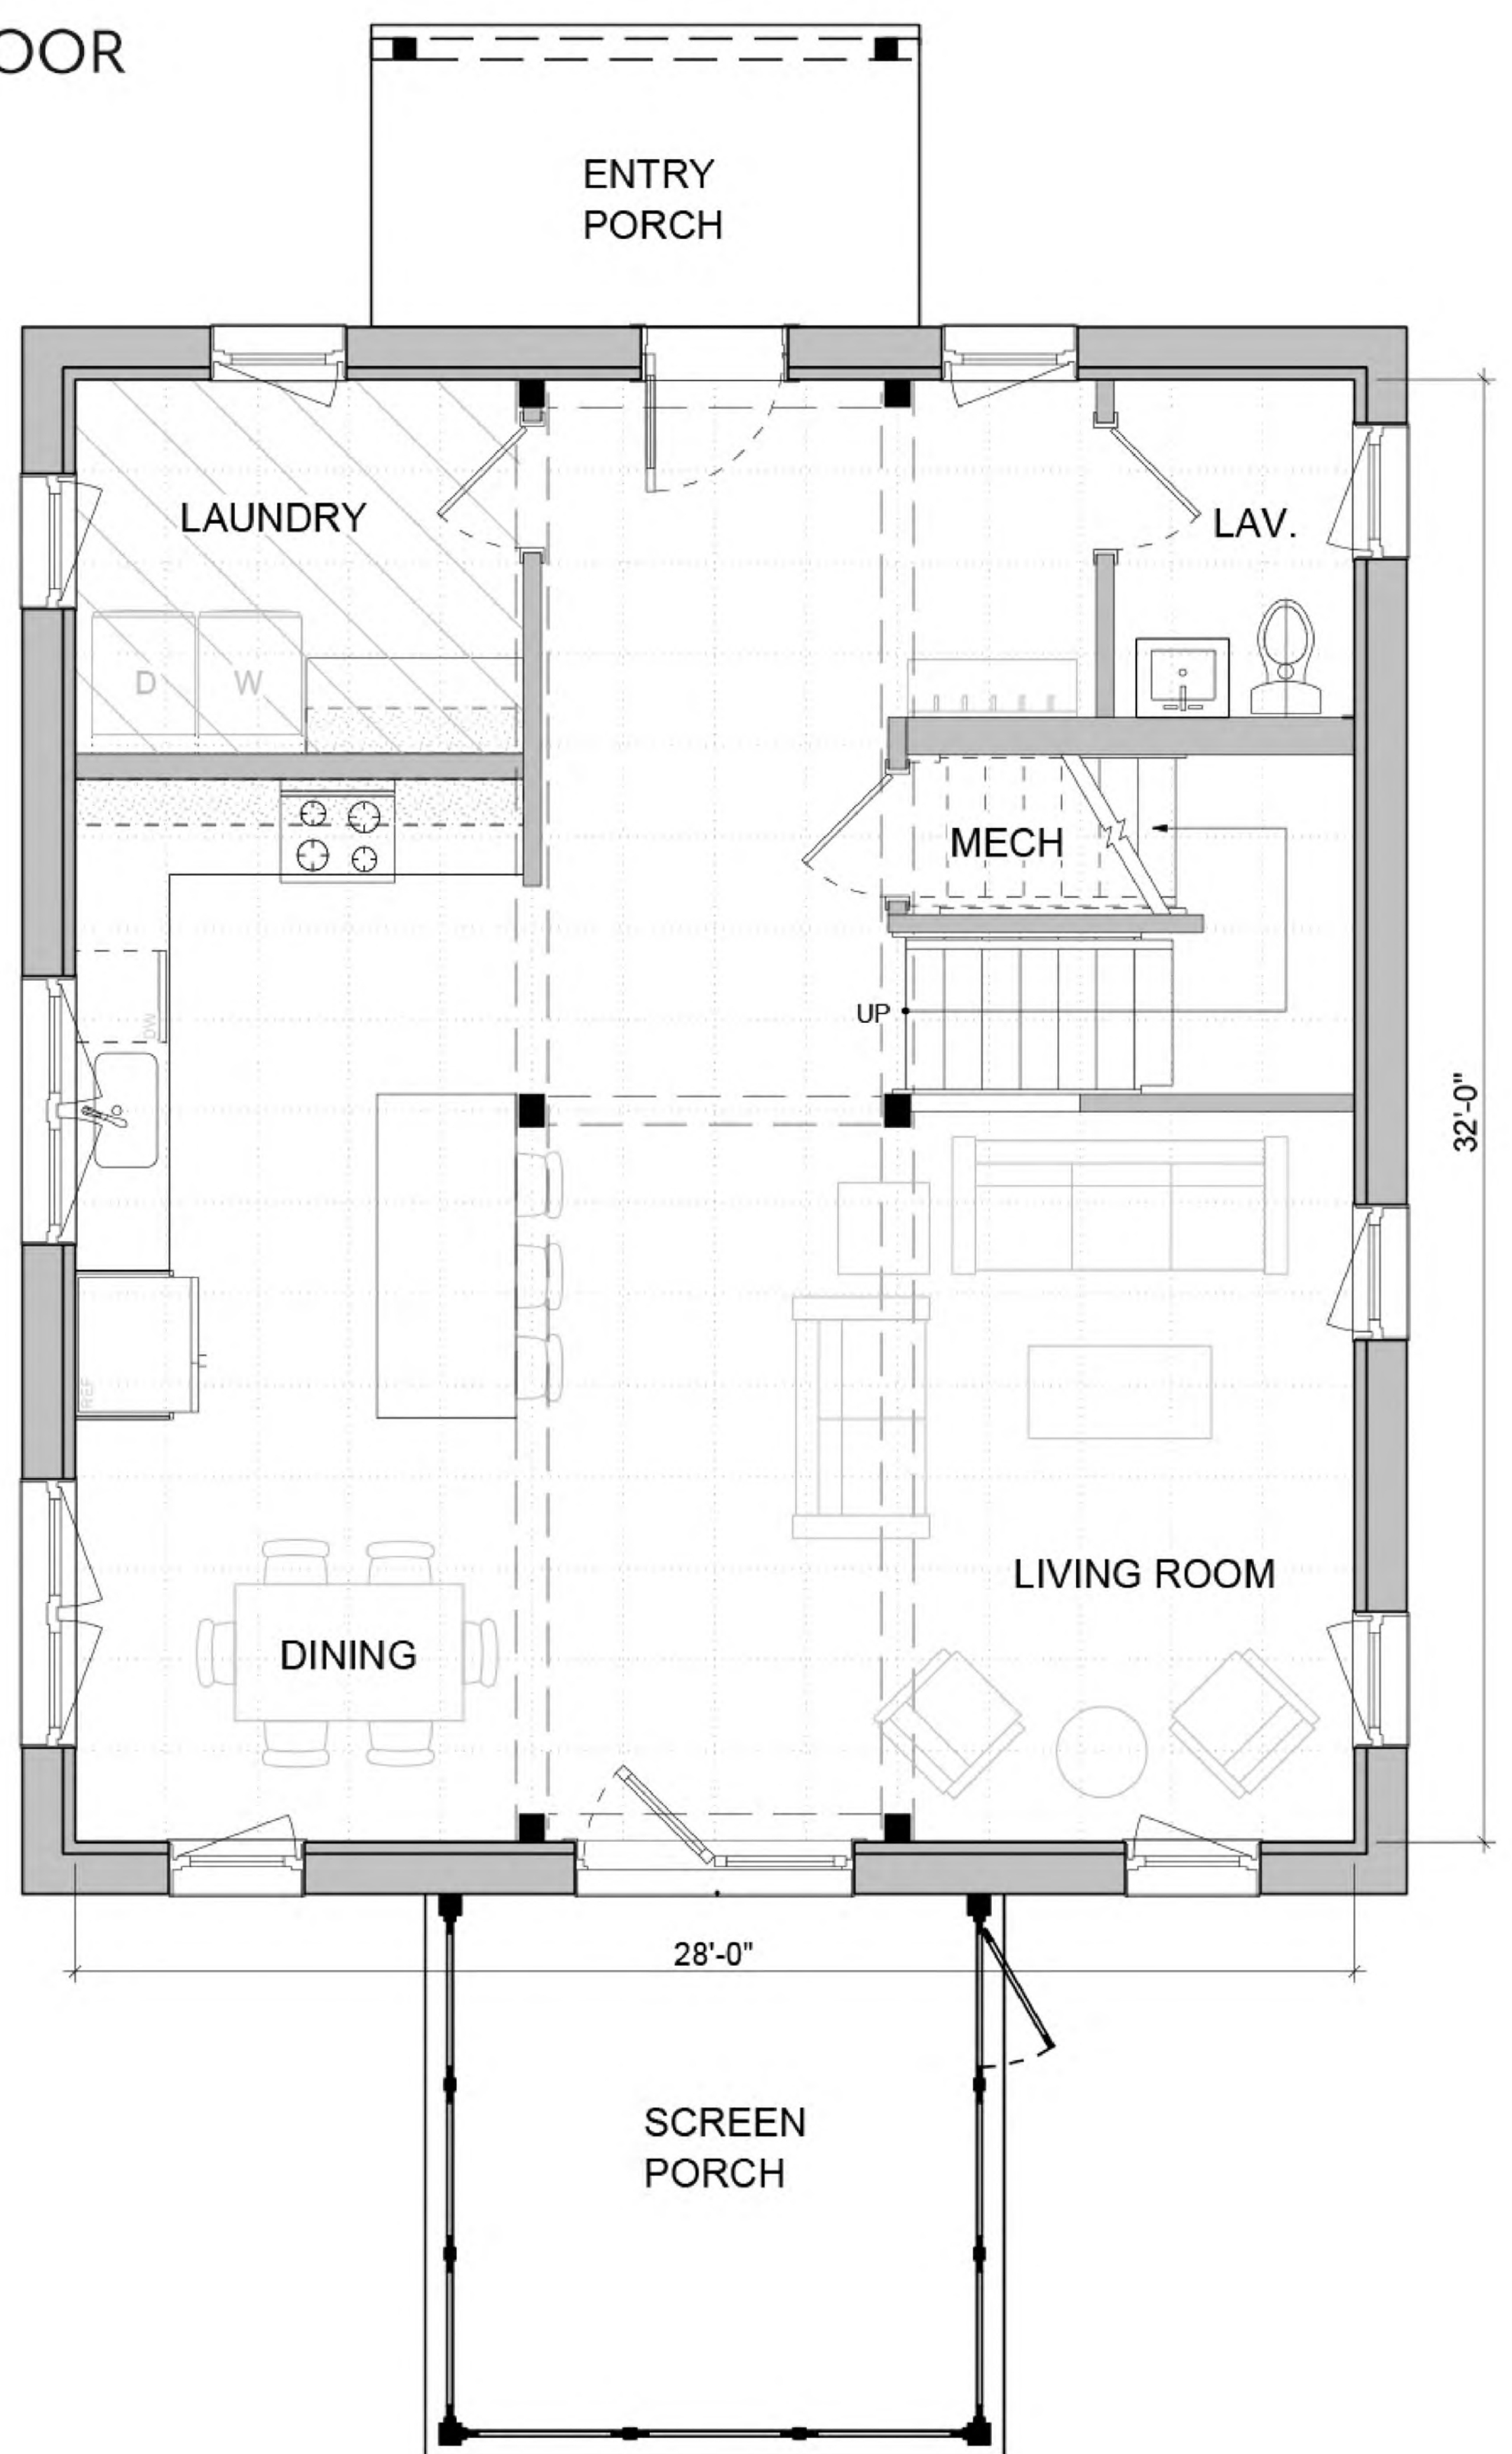 OOR
ENTRY
PORCH
LAUNDRY
LAV.
D
W
MECH
UP
DW
32'-0"
REF
LIVING ROOM
DINING
28'-0"
SCREEN
PORCH